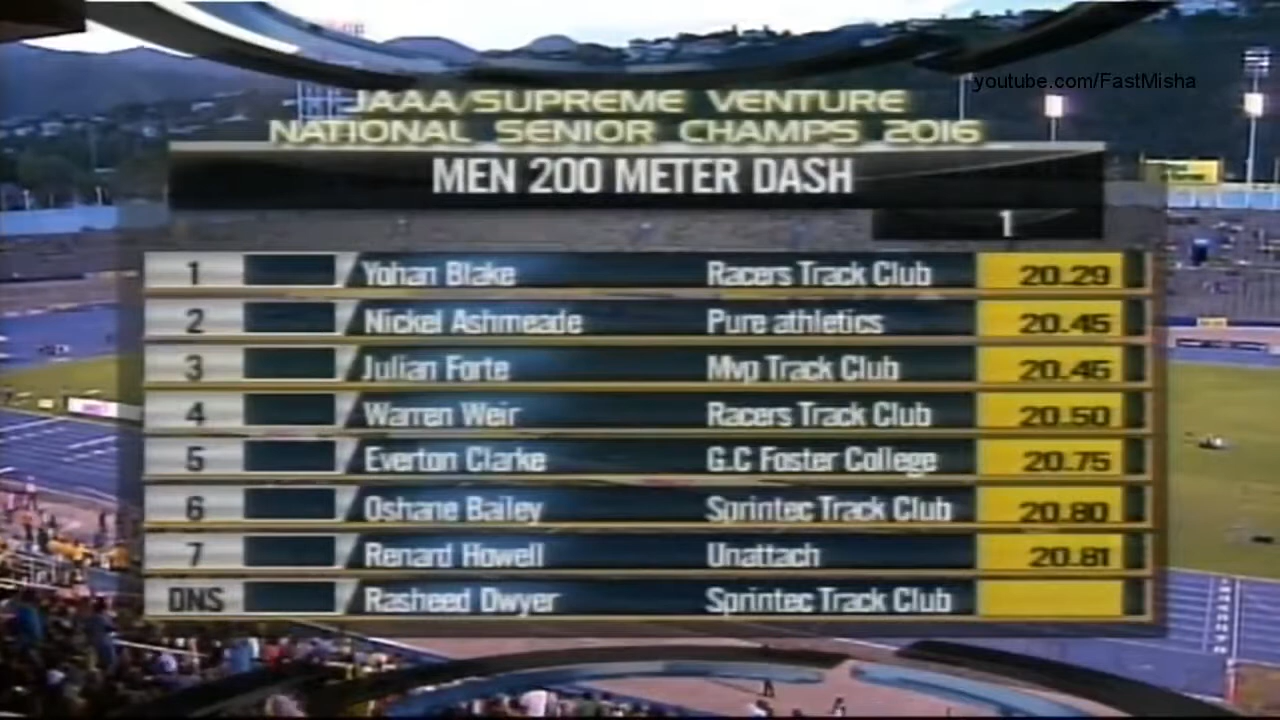 youtube.com/FastMisha
JAAA/SUPREME VENTURE
NATIONAL SENIOR CHAMPS 2016
MEN 200 METER DASH
1
1 Yohan Blake Racers Track Club 20.29
2 Nickel Ashmeade Pure athletics 20.45
3 Julian Forte Mvp Track Club 20.45
4 Warren Weir Racers Track Club 20.50
5 Everton Clarke G.C Foster College 20.75
6 Oshane Bailey Sprintec Track Club 20.80
7 Renard Howell Unattach 20.81
DNS Rasheed Dwyer Sprintec Track Club